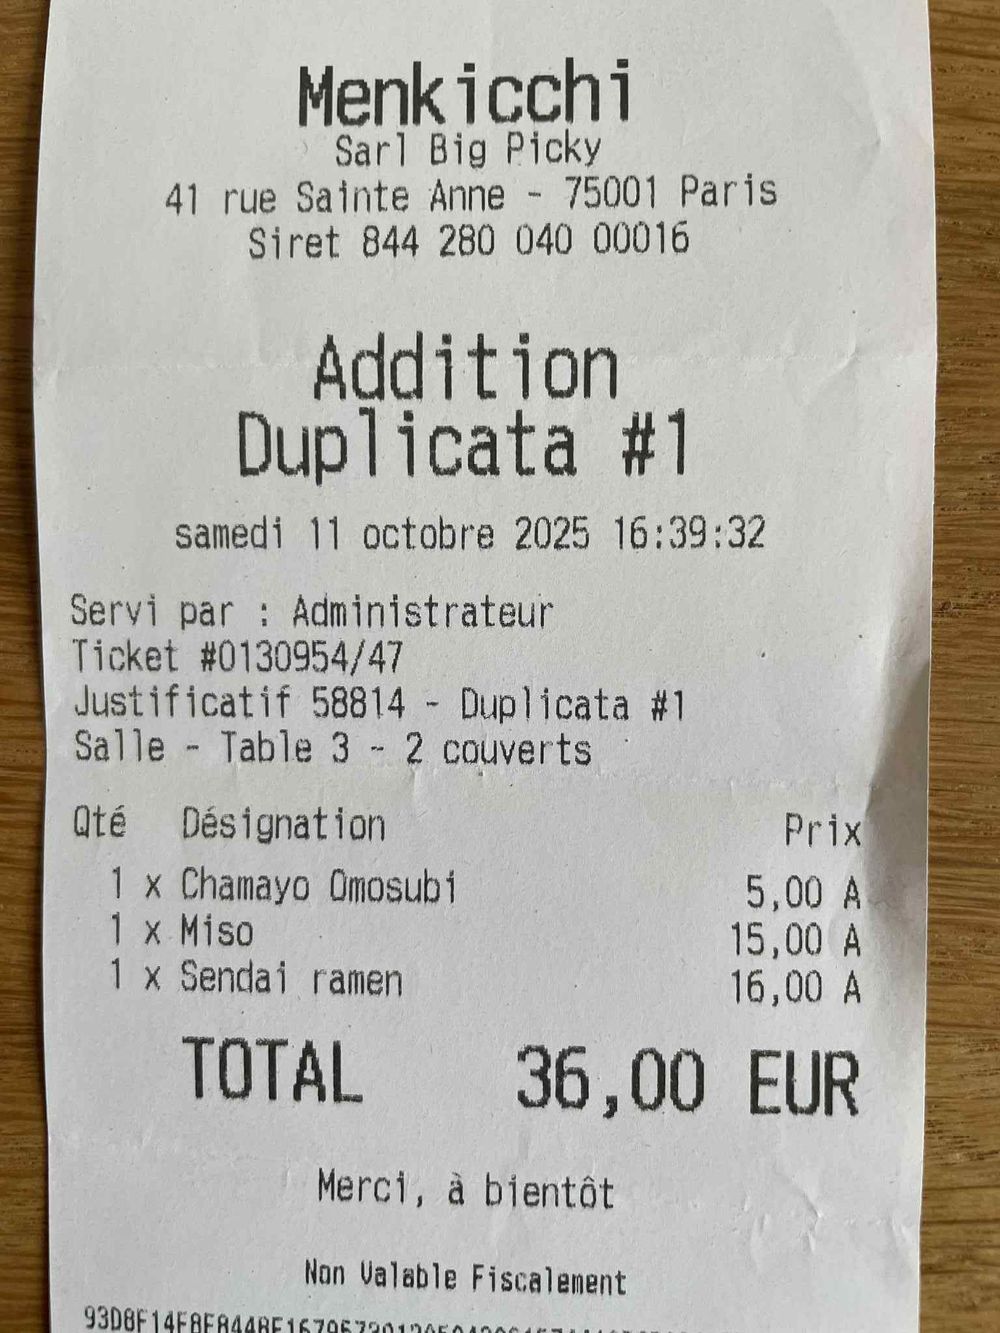 Menkicchi
Sarl Big Picky
41 rue Sainte Anne - 75001 Paris
Siret 844 280 040 00016
Addition
Duplicata #1
samedi 11 octobre 2025 16:39:32
Servi par : Administrateur
Ticket #0130954/47
Justificatif 58814 - Duplicata #1
Salle - Table 3 - 2 couverts
Qté Désignation Prix
1 x Chamayo Omosubi 5,00 A
1 x Miso 15,00 A
1 x Sendai ramen 16,00 A
TOTAL 36,00 EUR
Merci, à bientôt
Non Valable Fiscalement